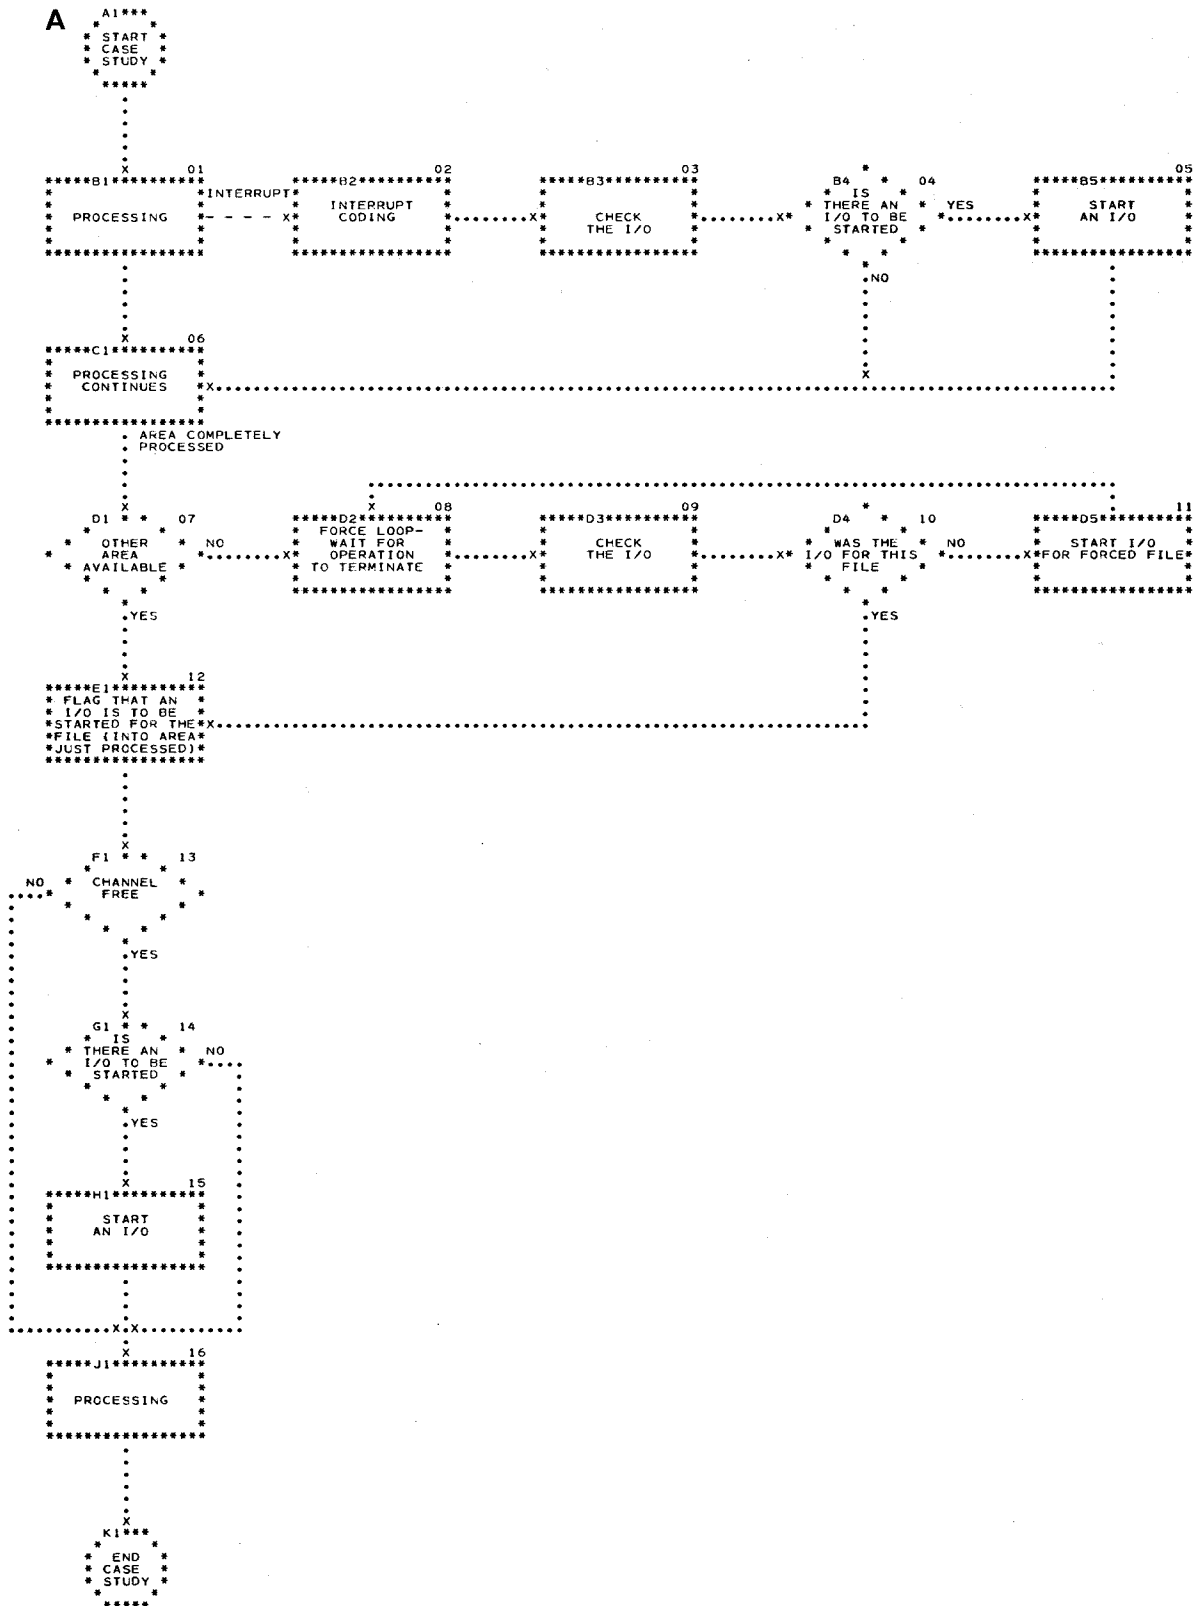 A
A1
START
CASE
STUDY
B1 01
PROCESSING
INTERRUPT
B2 02
INTERRUPT
CODING
B3 03
CHECK
THE I/O
B4 04
IS
THERE AN
I/O TO BE
STARTED
YES
NO
B5 05
START
AN I/O
C1 06
PROCESSING
CONTINUES
AREA COMPLETELY
PROCESSED
D1 07
OTHER
AREA
AVAILABLE
NO
YES
D2 08
FORCE LOOP-
WAIT FOR
OPERATION
TO TERMINATE
D3 09
CHECK
THE I/O
D4 10
WAS THE
I/O FOR THIS
FILE
NO
YES
D5 11
START I/O
FOR FORCED FILE
E1 12
FLAG THAT AN
I/O IS TO BE
STARTED FOR THE
FILE (INTO AREA
JUST PROCESSED)
F1 13
CHANNEL
FREE
NO
YES
G1 14
IS
THERE AN
I/O TO BE
STARTED
NO
YES
H1 15
START
AN I/O
J1 16
PROCESSING
K1
END
CASE
STUDY